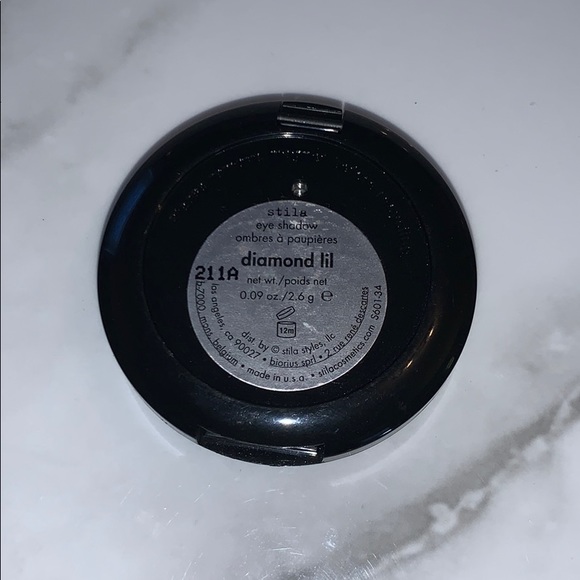 stila
eye shadow
ombres à paupières
diamond lil
211A
net wt./poids net
0.09 oz./2.6 g ℮
12m
dist. by © stila styles, llc
los angeles, ca 90027 • biorius sprl • 2 rue rené descartes
b-7000 mons, belgium • made in u.s.a. • stilacosmetics.com S601-34